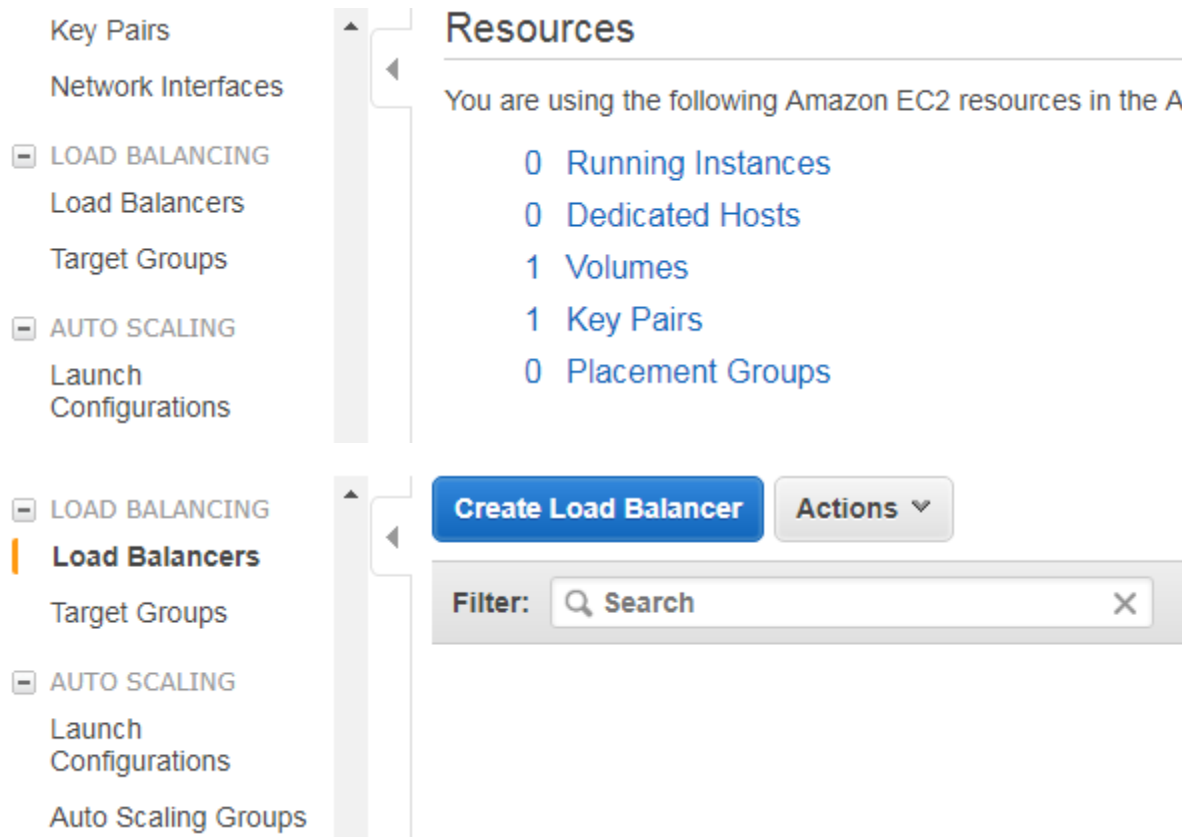 Key Pairs
Network Interfaces
LOAD BALANCING
Load Balancers
Target Groups
AUTO SCALING
Launch
Configurations
Resources
You are using the following Amazon EC2 resources in the A
0 Running Instances
0 Dedicated Hosts
1 Volumes
1 Key Pairs
0 Placement Groups
LOAD BALANCING
Load Balancers
Target Groups
AUTO SCALING
Launch
Configurations
Auto Scaling Groups
Create Load Balancer Actions
Filter: Search